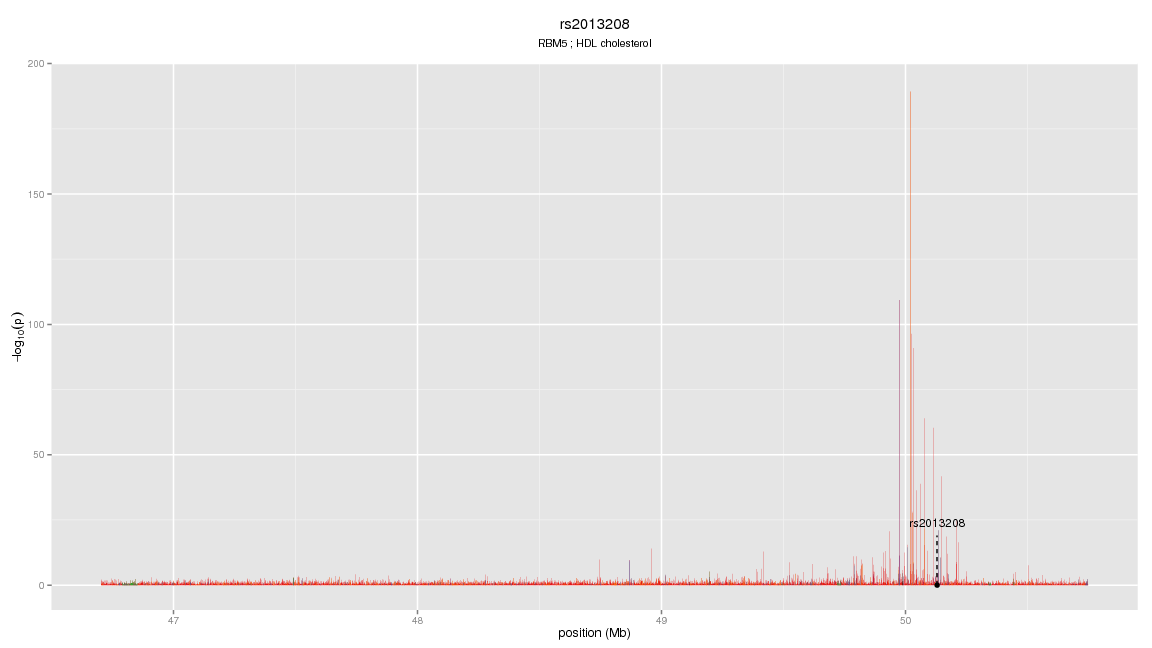 rs2013208
RBM5 ; HDL cholesterol
200
150
100
50
0
−log10(p)
rs2013208
47
48
49
50
position (Mb)